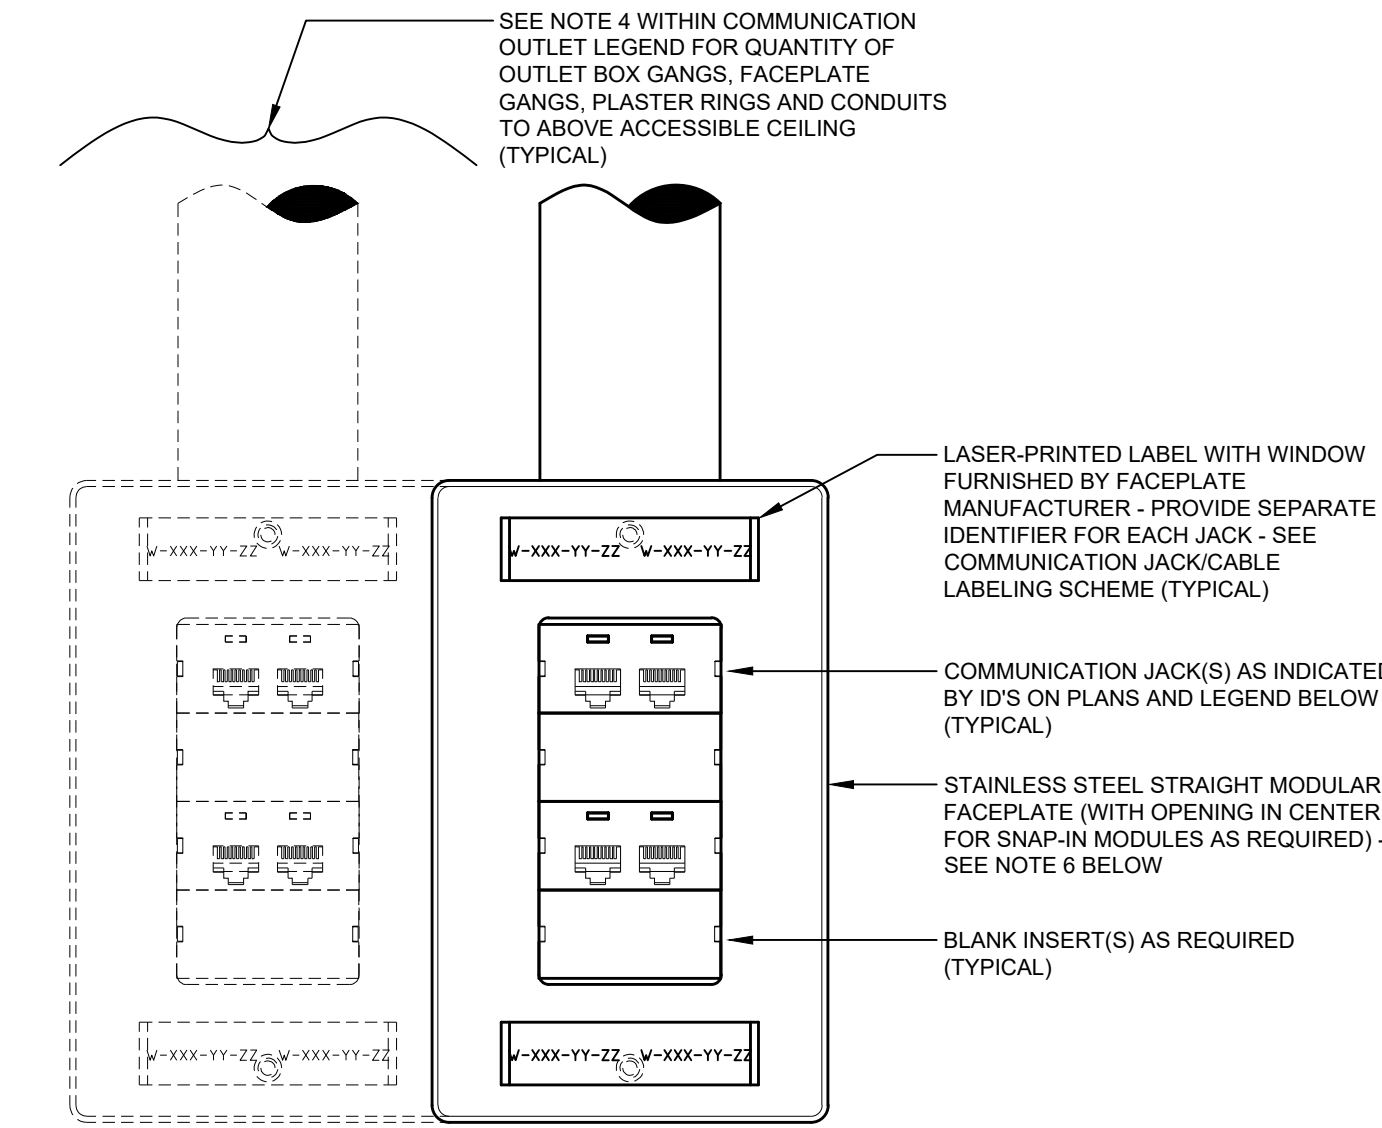 SEE NOTE 4 WITHIN COMMUNICATION
OUTLET LEGEND FOR QUANTITY OF
OUTLET BOX GANGS, FACEPLATE
GANGS, PLASTER RINGS AND CONDUITS
TO ABOVE ACCESSIBLE CEILING
(TYPICAL)
LASER-PRINTED LABEL WITH WINDOW
FURNISHED BY FACEPLATE
MANUFACTURER - PROVIDE SEPARATE
IDENTIFIER FOR EACH JACK - SEE
COMMUNICATION JACK/CABLE
LABELING SCHEME (TYPICAL)
W-XXX-YY-ZZ W-XXX-YY-ZZ W-XXX-YY-ZZ W-XXX-YY-ZZ
COMMUNICATION JACK(S) AS INDICATED
BY ID'S ON PLANS AND LEGEND BELOW
(TYPICAL)
STAINLESS STEEL STRAIGHT MODULAR
FACEPLATE (WITH OPENING IN CENTER
FOR SNAP-IN MODULES AS REQUIRED) -
SEE NOTE 6 BELOW
BLANK INSERT(S) AS REQUIRED
(TYPICAL)
W-XXX-YY-ZZ W-XXX-YY-ZZ W-XXX-YY-ZZ W-XXX-YY-ZZ